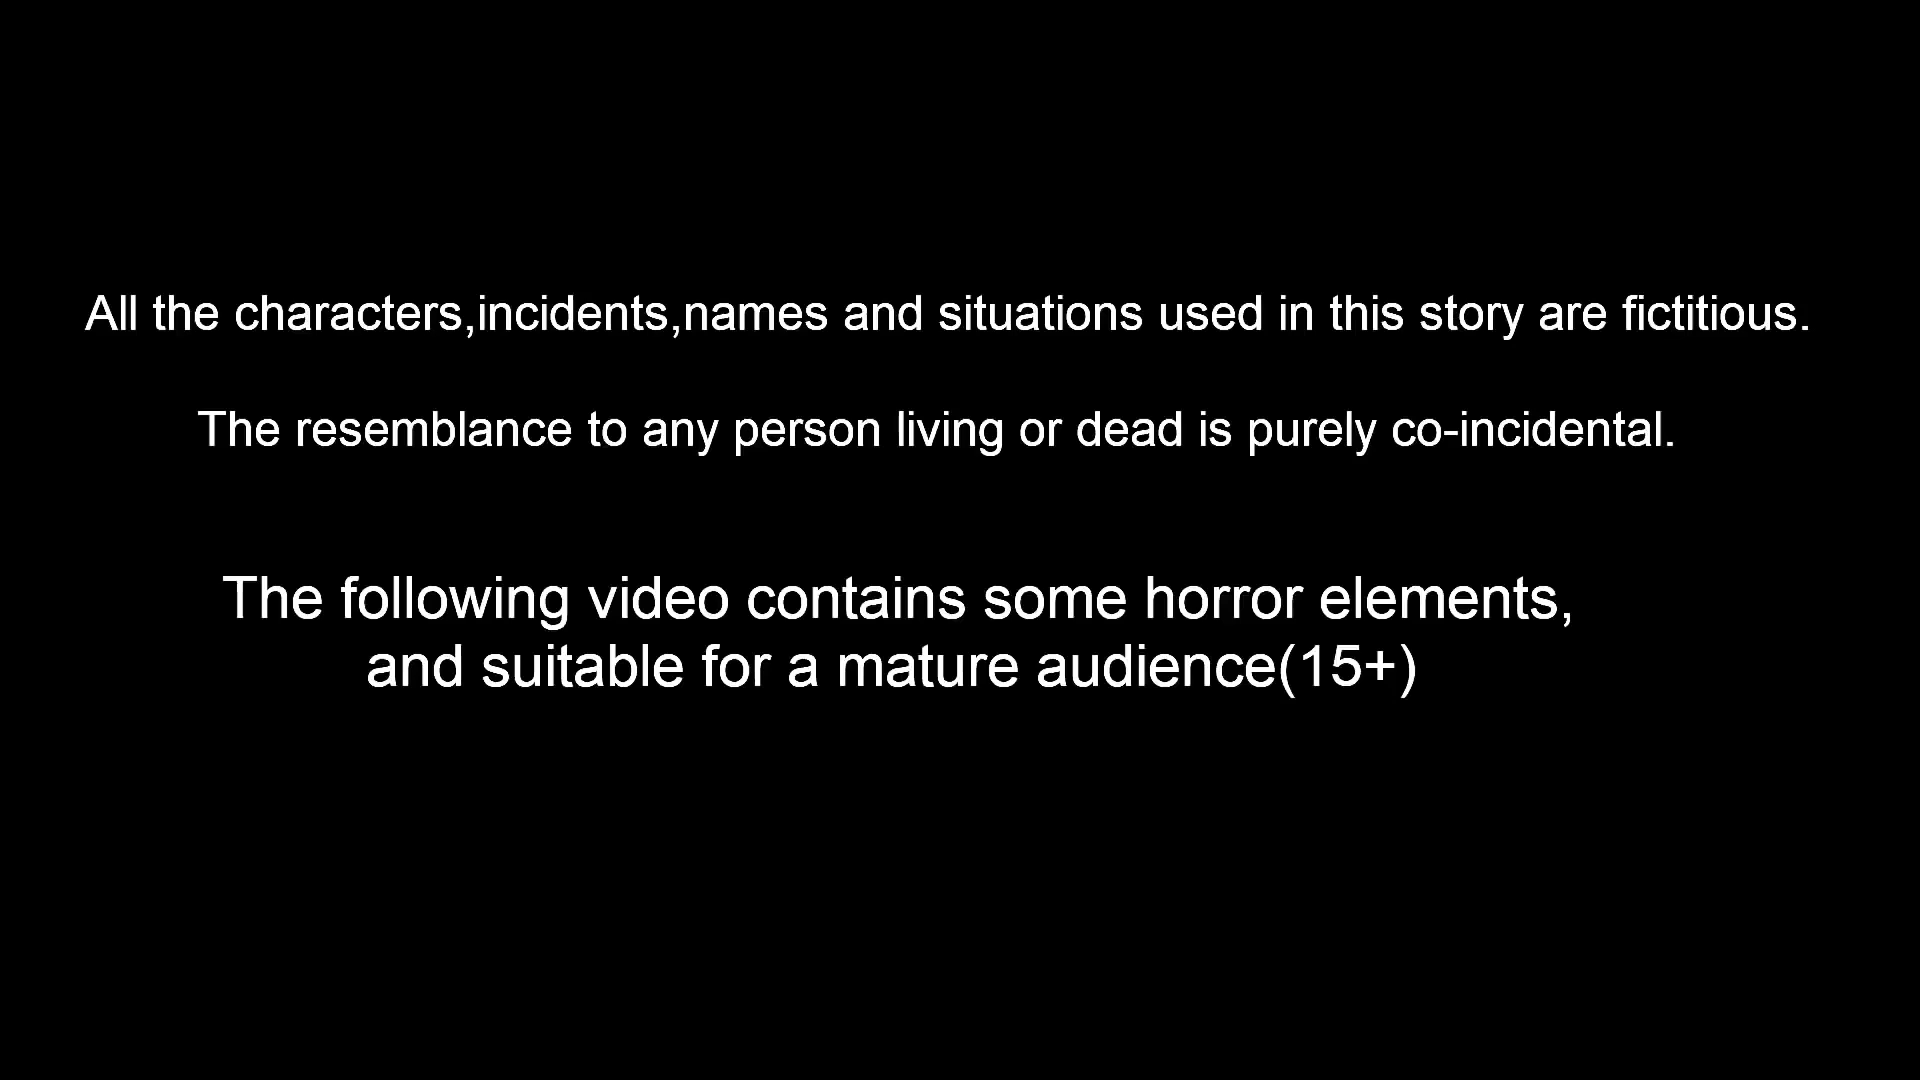 All the characters,incidents,names and situations used in this story are fictitious.
The resemblance to any person living or dead is purely co-incidental.
The following video contains some horror elements,
and suitable for a mature audience(15+)